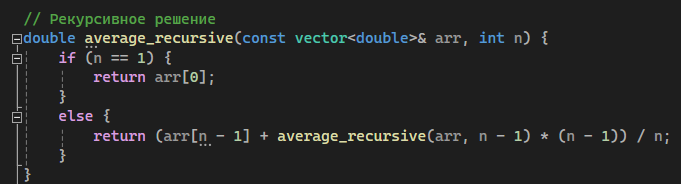 // Рекурсивное решение
double average_recursive(const vector<double>& arr, int n) {
    if (n == 1) {
        return arr[0];
    }
    else {
        return (arr[n - 1] + average_recursive(arr, n - 1) * (n - 1)) / n;
    }
}